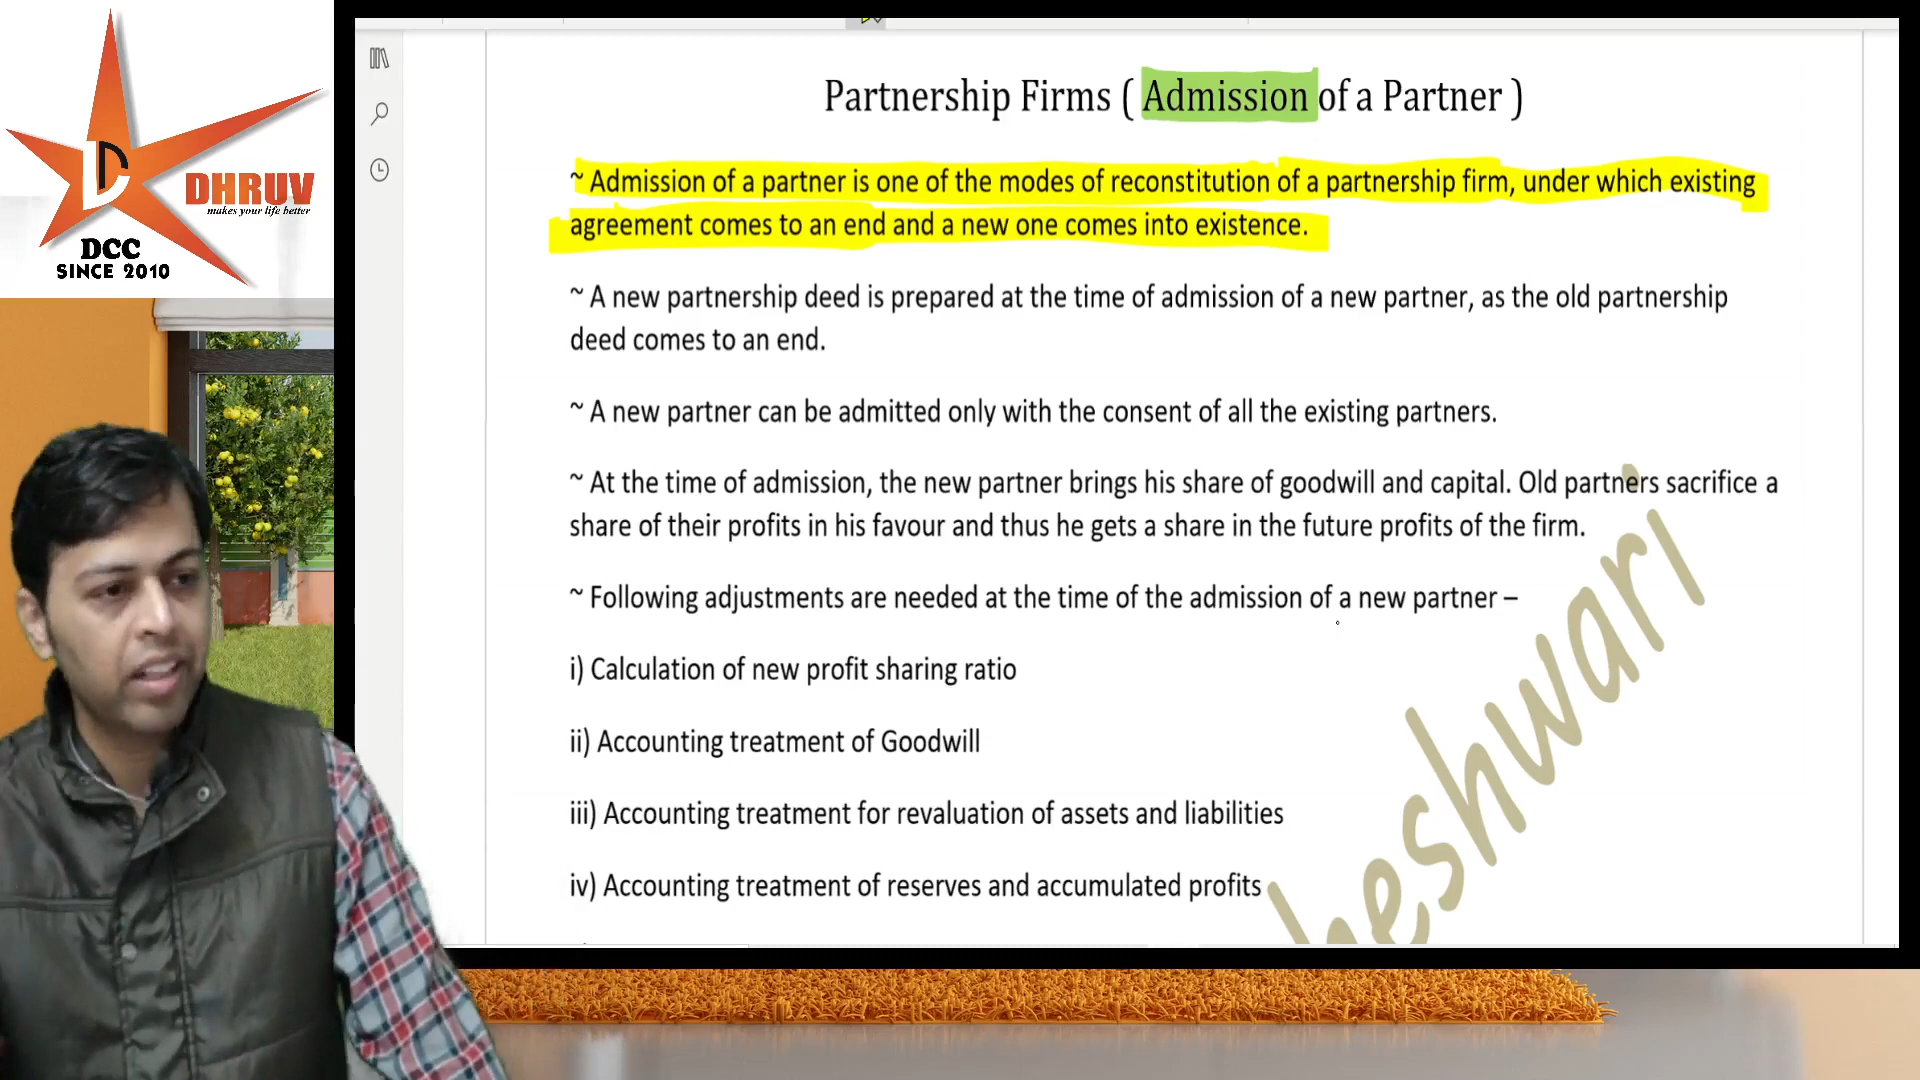 Partnership Firms ( Admission of a Partner )
~ Admission of a partner is one of the modes of reconstitution of a partnership firm, under which existing
agreement comes to an end and a new one comes into existence.
~ A new partnership deed is prepared at the time of admission of a new partner, as the old partnership
deed comes to an end.
~ A new partner can be admitted only with the consent of all the existing partners.
~ At the time of admission, the new partner brings his share of goodwill and capital. Old partners sacrifice a
share of their profits in his favour and thus he gets a share in the future profits of the firm.
~ Following adjustments are needed at the time of the admission of a new partner –
i) Calculation of new profit sharing ratio
ii) Accounting treatment of Goodwill
iii) Accounting treatment for revaluation of assets and liabilities
iv) Accounting treatment of reserves and accumulated profits
DC
DHRUV
makes your life better
DCC
SINCE 2010